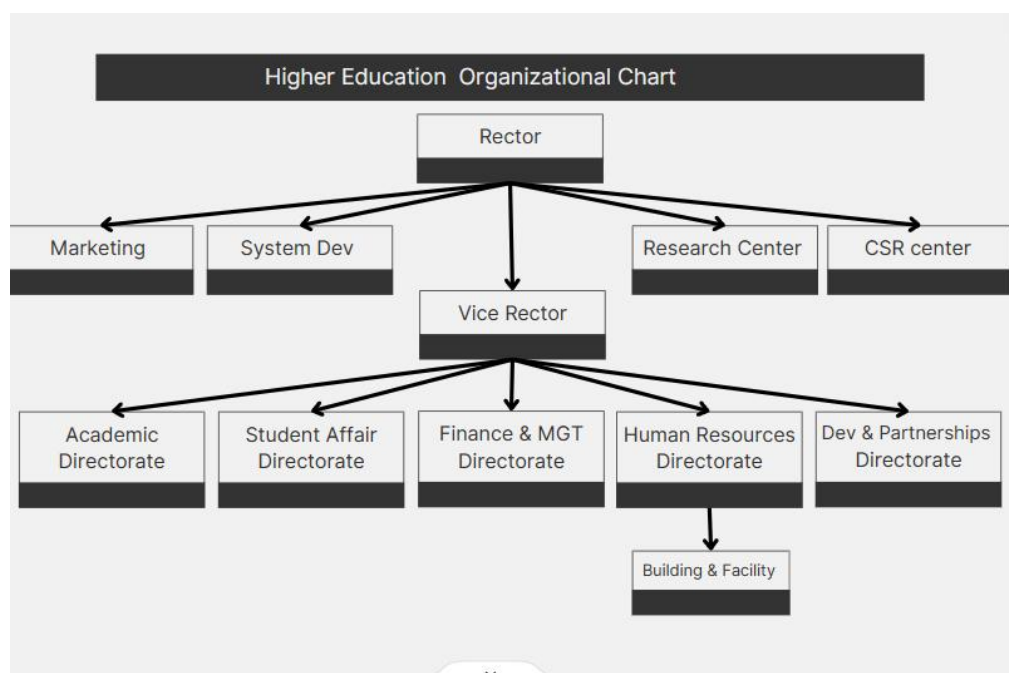 Higher Education Organizational Chart
Rector
Marketing
System Dev
Research Center
CSR center
Vice Rector
Academic
Directorate
Student Affair
Directorate
Finance & MGT
Directorate
Human Resources
Directorate
Dev & Partnerships
Directorate
Building & Facility